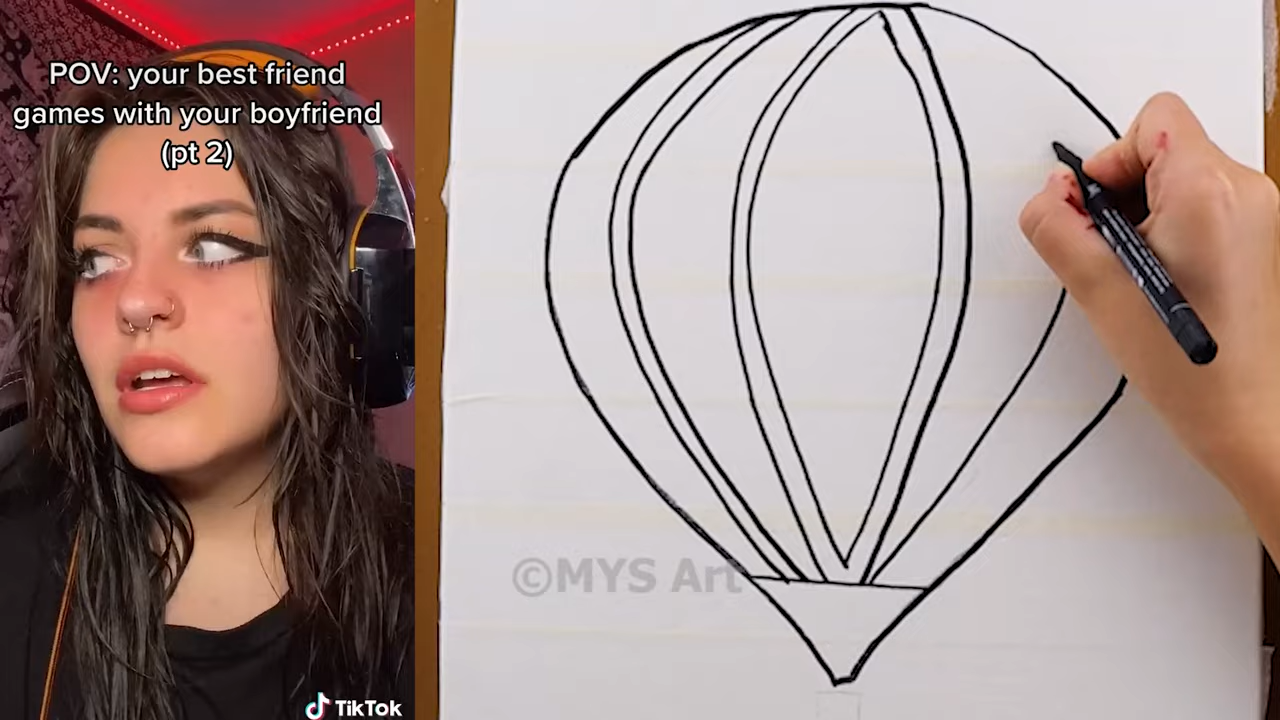 POV: your best friend
games with your boyfriend
(pt 2)
©MYS Art
TikTok